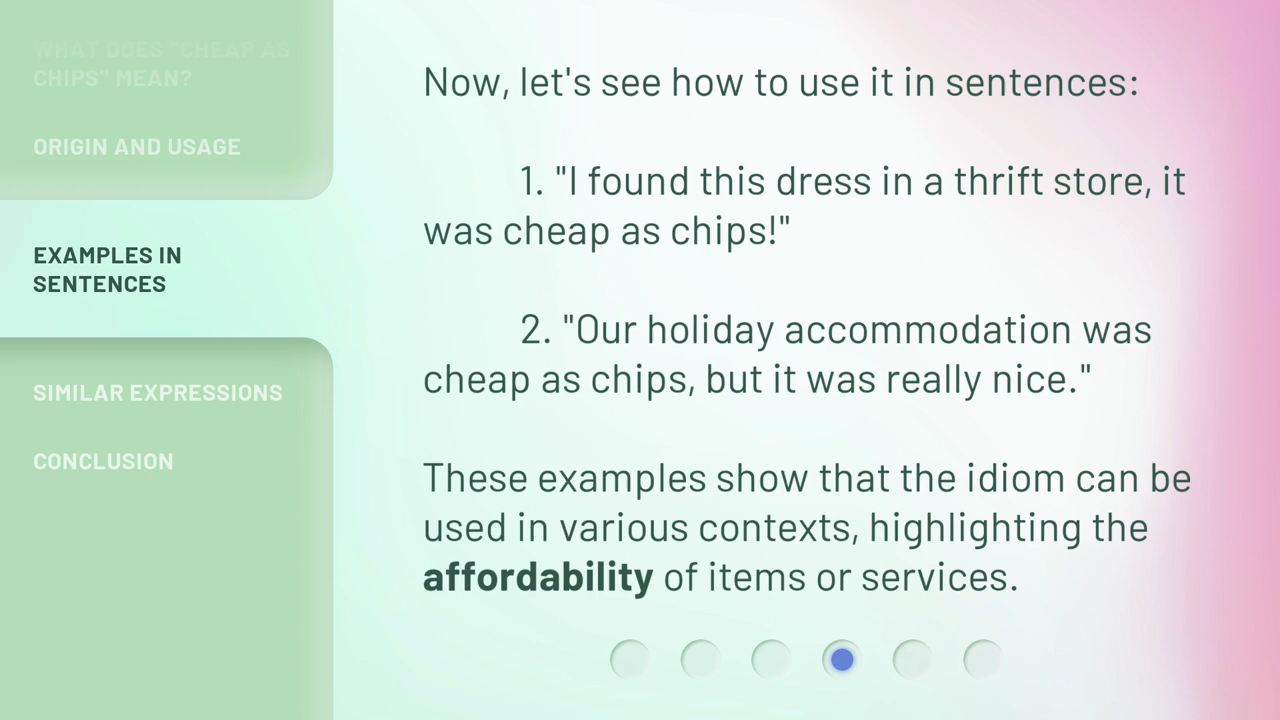 WHAT DOES "CHEAP AS
CHIPS" MEAN?
ORIGIN AND USAGE
EXAMPLES IN
SENTENCES
SIMILAR EXPRESSIONS
CONCLUSION
Now, let's see how to use it in sentences:
1. "I found this dress in a thrift store, it
was cheap as chips!"
2. "Our holiday accommodation was
cheap as chips, but it was really nice."
These examples show that the idiom can be
used in various contexts, highlighting the
affordability of items or services.